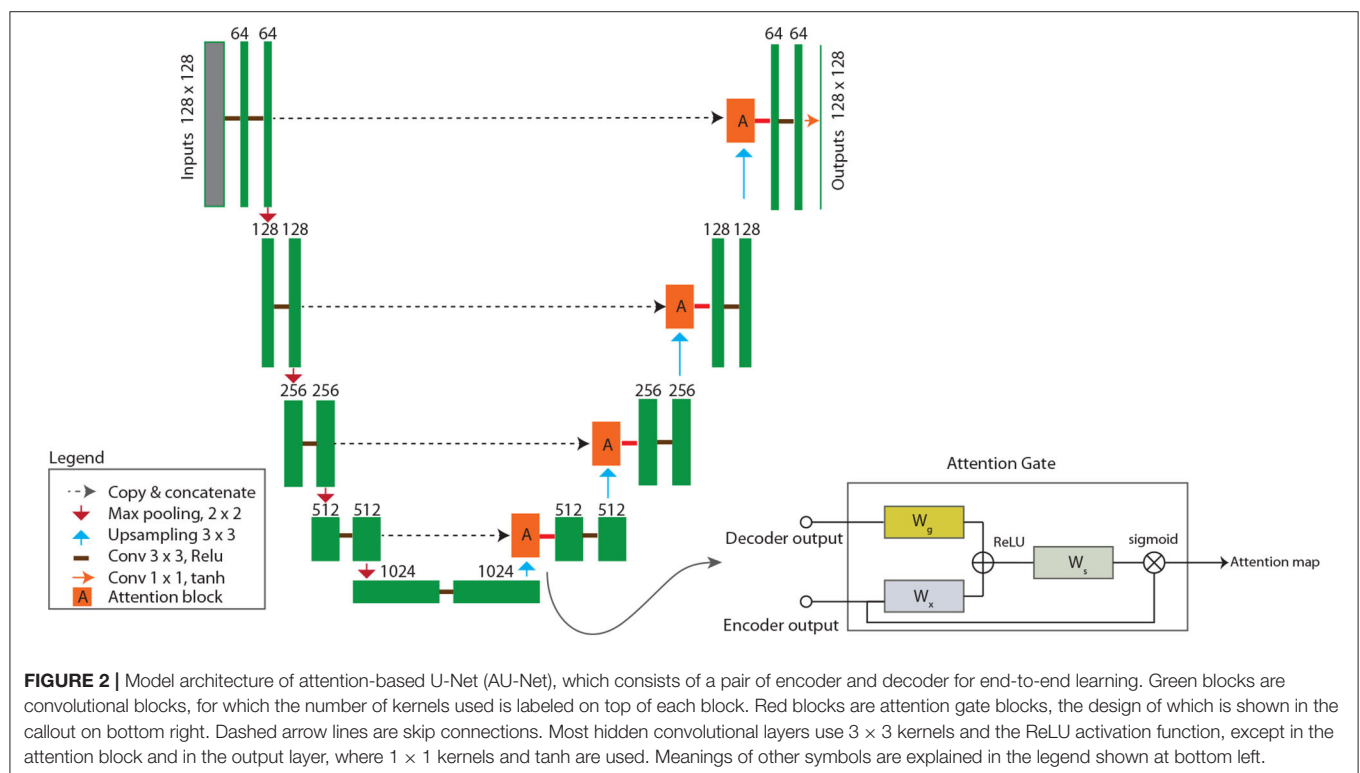 64 64
64 64
Inputs 128 x 128
A
Outputs 128 x 128
128 128
128 128
A
256 256
256 256
A
Legend
Copy & concatenate
Max pooling, 2 x 2
Upsampling 3 x 3
Conv 3 x 3, Relu
Conv 1 x 1, tanh
A Attention block
512 512
512 512
A
1024 1024
Attention Gate
Decoder output
W_g
ReLU
sigmoid
W_s
Attention map
W_x
Encoder output
FIGURE 2 | Model architecture of attention-based U-Net (AU-Net), which consists of a pair of encoder and decoder for end-to-end learning. Green blocks are
convolutional blocks, for which the number of kernels used is labeled on top of each block. Red blocks are attention gate blocks, the design of which is shown in the
callout on bottom right. Dashed arrow lines are skip connections. Most hidden convolutional layers use 3 × 3 kernels and the ReLU activation function, except in the
attention block and in the output layer, where 1 × 1 kernels and tanh are used. Meanings of other symbols are explained in the legend shown at bottom left.